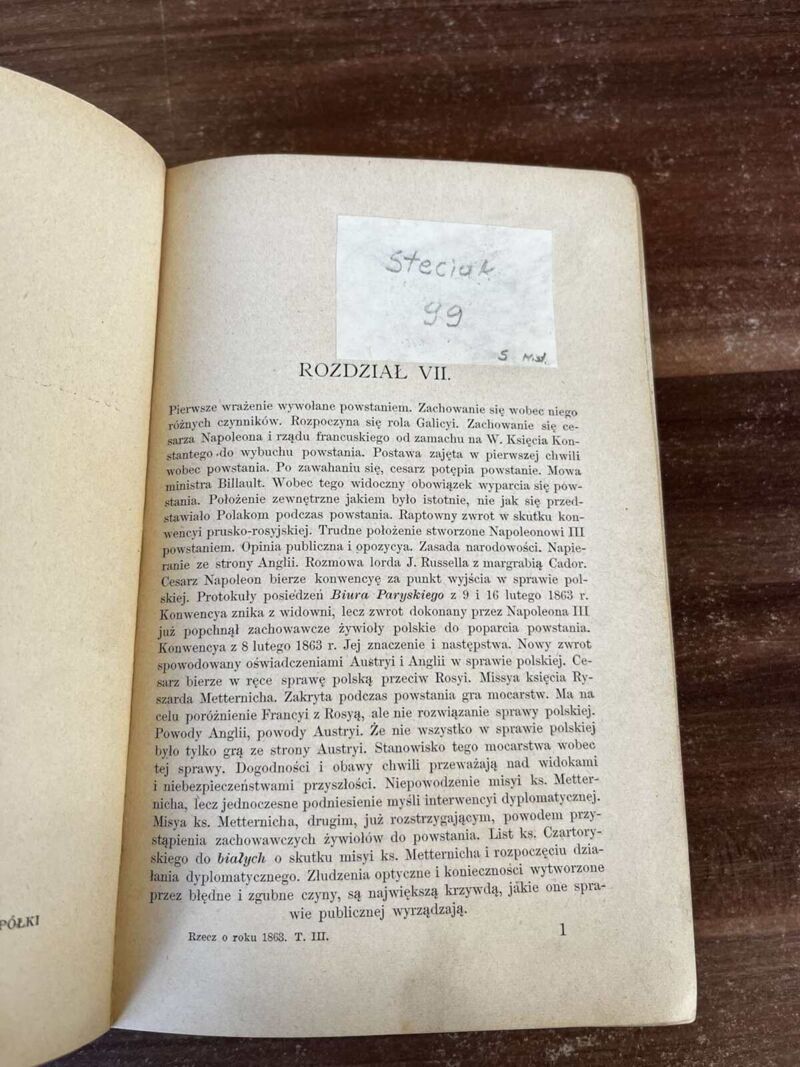 Steciuk
99
5
ROZDZIAŁ VII.
Pierwsze wrażenie wywołane powstaniem. Zachowanie się wobec niego
różnych czynników. Rozpoczyna się rola Galicyi. Zachowanie się ce-
sarza Napoleona i rządu francuskiego od zamachu na W. Księcia Kon-
stantego do wybuchu powstania. Postawa zajęta w pierwszej chwili
wobec powstania. Po zawahaniu się, cesarz potępia powstanie. Mowa
ministra Billault. Wobec tego widoczny obowiązek wyparcia się pow-
stania. Położenie zewnętrzne jakiem było istotnie, nie jak się przed-
stawiało Polakom podczas powstania. Raptowny zwrot w skutku kon-
wencyi prusko-rosyjskiej. Trudne położenie stworzone Napoleonowi III
powstaniem. Opinia publiczna i opozycya. Zasada narodowości. Napie-
ranie ze strony Anglii. Rozmowa lorda J. Russella z margrabią Cador.
Cesarz Napoleon bierze konwencyę za punkt wyjścia w sprawie pol-
skiej. Protokuły posiedzeń Biura Paryskiego z 9 i 16 lutego 1863 r.
Konwencya znika z widowni, lecz zwrot dokonany przez Napoleona III
już popchnął zachowawcze żywioły polskie do poparcia powstania.
Konwencya z 8 lutego 1863 r. Jej znaczenie i następstwa. Nowy zwrot
spowodowany oświadczeniami Austryi i Anglii w sprawie polskiej. Ce-
sarz bierze w ręce sprawę polską przeciw Rosyi. Missya księcia Ry-
szarda Metternicha. Zakryta podczas powstania gra mocarstw. Ma na
celu poróżnienie Francyi z Rosyą, ale nie rozwiązanie sprawy polskiej.
Powody Anglii, powody Austryi. Że nie wszystko w sprawie polskiej
było tylko grą ze strony Austryi. Stanowisko tego mocarstwa wobec
tej sprawy. Dogodności i obawy chwili przeważają nad widokami
i niebezpieczeństwami przyszłości. Niepowodzenie misyi ks. Metter-
nicha, lecz jednoczesne podniesienie myśli interwencyi dyplomatycznej.
Misya ks. Metternicha, drugim, już rozstrzygającym, powodem przy-
stąpienia zachowawczych żywiołów do powstania. List ks. Czartory-
skiego do białych o skutku misyi ks. Metternicha i rozpoczęciu dzia-
łania dyplomatycznego. Złudzenia optyczne i konieczności wytworzone
przez błędne i zgubne czyny, są największą krzywdą, jakie one spra-
wie publicznej wyrządzają.
Rzecz o roku 1863. T. III.
1
PÓŁKI